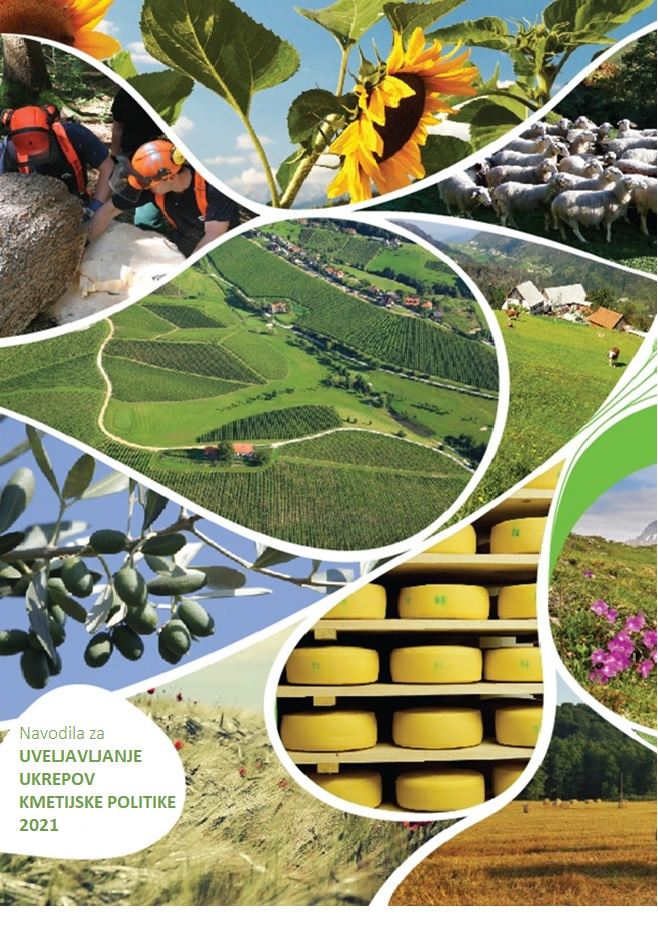 Navodila za
UVELJAVLJANJE
UKREPOV
KMETIJSKE POLITIKE
2021